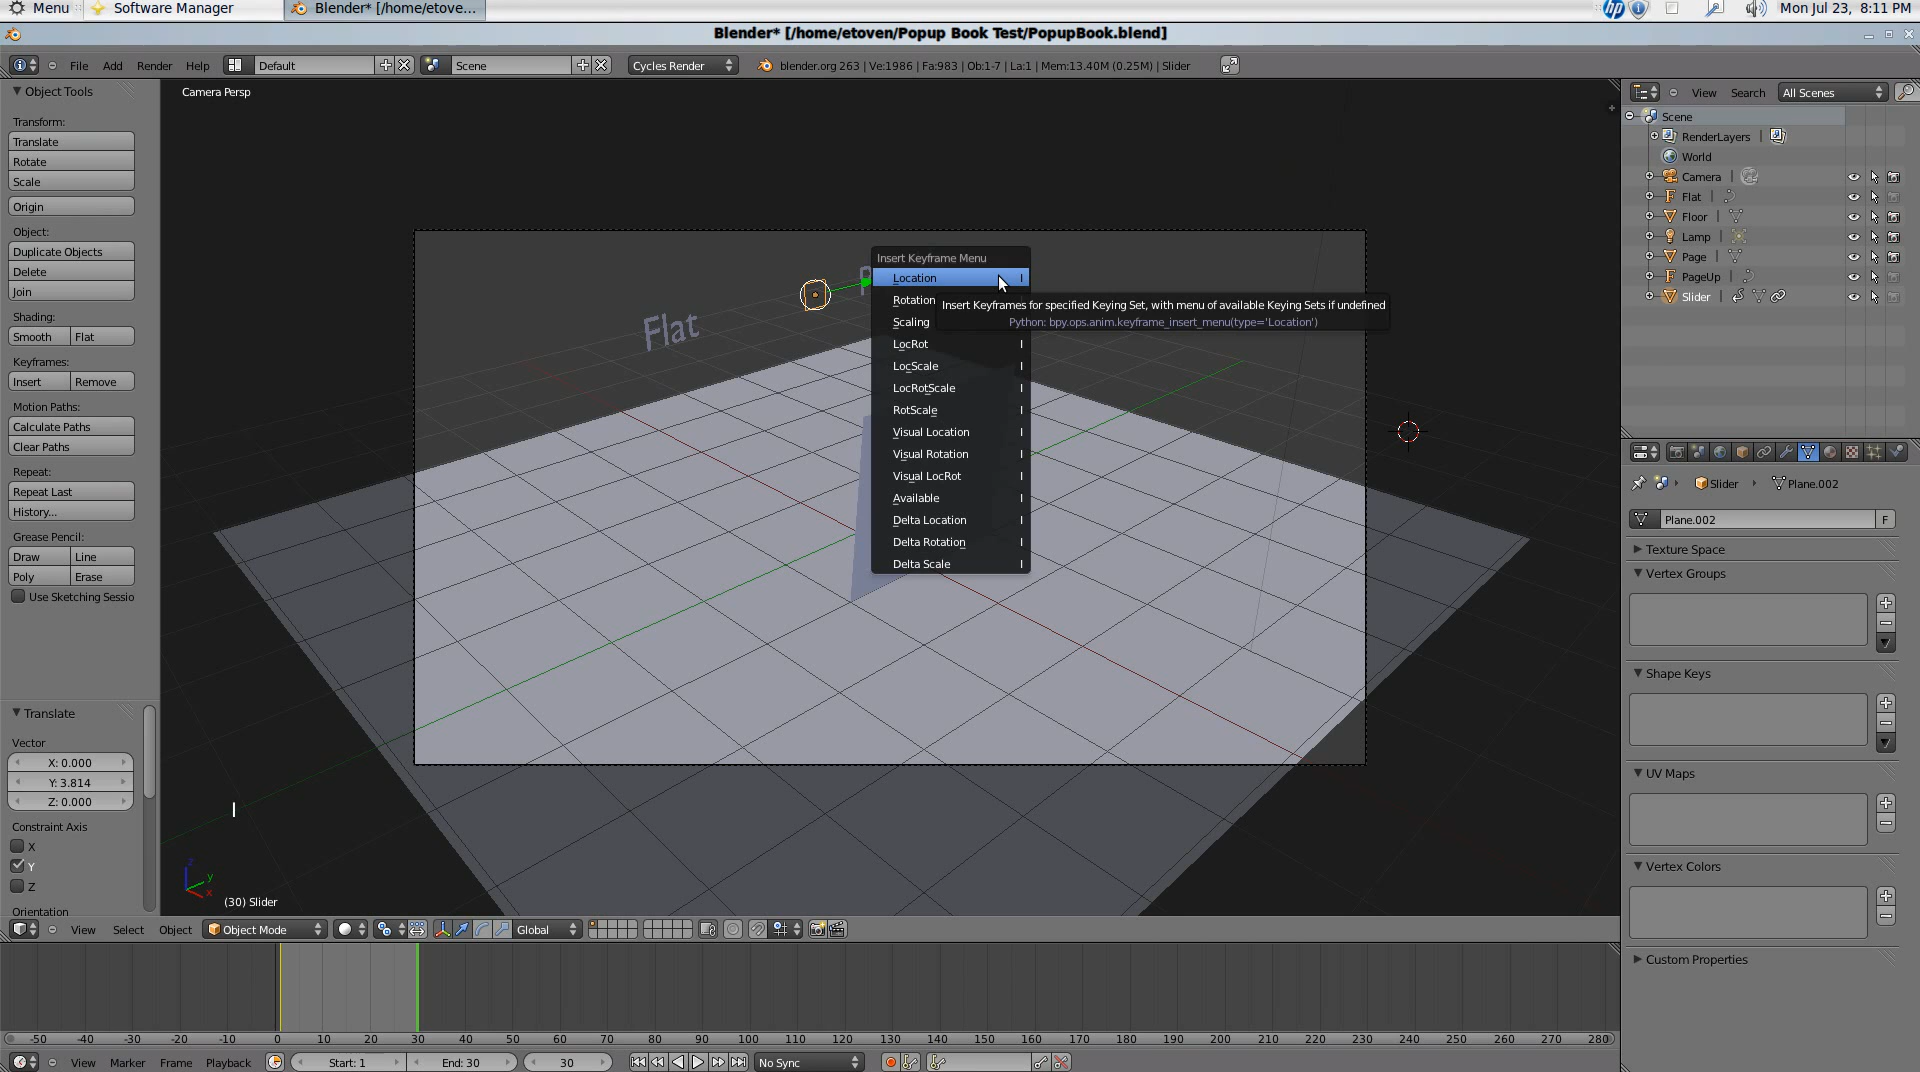 Menu
Software Manager
Blender* [/home/etove...
Mon Jul 23, 8:11 PM
Blender* [/home/etoven/Popup Book Test/PopupBook.blend]
File Add Render Help
Default
Scene
Cycles Render
blender.org 263 | Ve:1986 | Fa:983 | Ob:1-7 | La:1 | Mem:13.40M (0.25M) | Slider
Object Tools
Transform:
Translate
Rotate
Scale
Origin
Object:
Duplicate Objects
Delete
Join
Shading:
Smooth Flat
Keyframes:
Insert Remove
Motion Paths:
Calculate Paths
Clear Paths
Repeat:
Repeat Last
History...
Grease Pencil:
Draw Line
Poly Erase
Use Sketching Sessio
Translate
Vector
X: 0.000
Y: 3.814
Z: 0.000
Constraint Axis
X
Y
Z
Orientation
Camera Persp
Flat
P
Insert Keyframe Menu
Location I
Rotation
Scaling
LocRot I
LocScale I
LocRotScale I
RotScale I
Visual Location I
Visual Rotation I
Visual LocRot I
Available I
Delta Location I
Delta Rotation I
Delta Scale I
Insert Keyframes for specified Keying Set, with menu of available Keying Sets if undefined
Python: bpy.ops.anim.keyframe_insert_menu(type='Location')
I
z
y
x
(30) Slider
View Select Object
Object Mode
Global
-50 -40 -30 -20 -10 0 10 20 30 40 50 60 70 80 90 100 110 120 130 140 150 160 170 180 190 200 210 220 230 240 250 260 270 280
View Marker Frame Playback
Start: 1
End: 30
30
No Sync
View Search
All Scenes
Scene
RenderLayers
World
Camera
Flat
Floor
Lamp
Page
PageUp
Slider
Slider
Plane.002
Plane.002
F
Texture Space
Vertex Groups
Shape Keys
UV Maps
Vertex Colors
Custom Properties